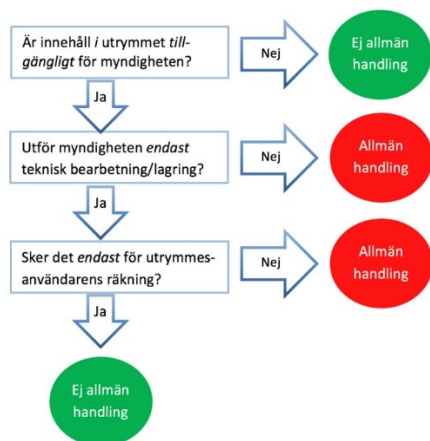 Är innehåll i utrymmet till-
gängligt för myndigheten?
Nej
Ej allmän
handling
Ja
Utför myndigheten endast
teknisk bearbetning/lagring?
Nej
Allmän
handling
Ja
Sker det endast för utrymmes-
användarens räkning?
Nej
Allmän
handling
Ja
Ej allmän
handling